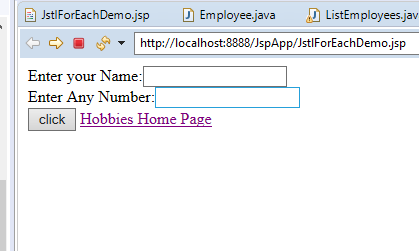 JstlForEachDemo.jsp Employee.java ListEmployees.jav
http://localhost:8888/JspApp/JstlForEachDemo.jsp
Enter your Name:
Enter Any Number:
click Hobbies Home Page